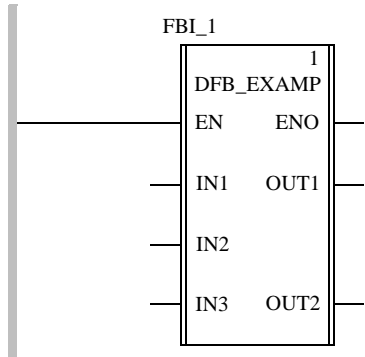 FBI_1
1
DFB_EXAMP
EN ENO
IN1 OUT1
IN2
IN3 OUT2